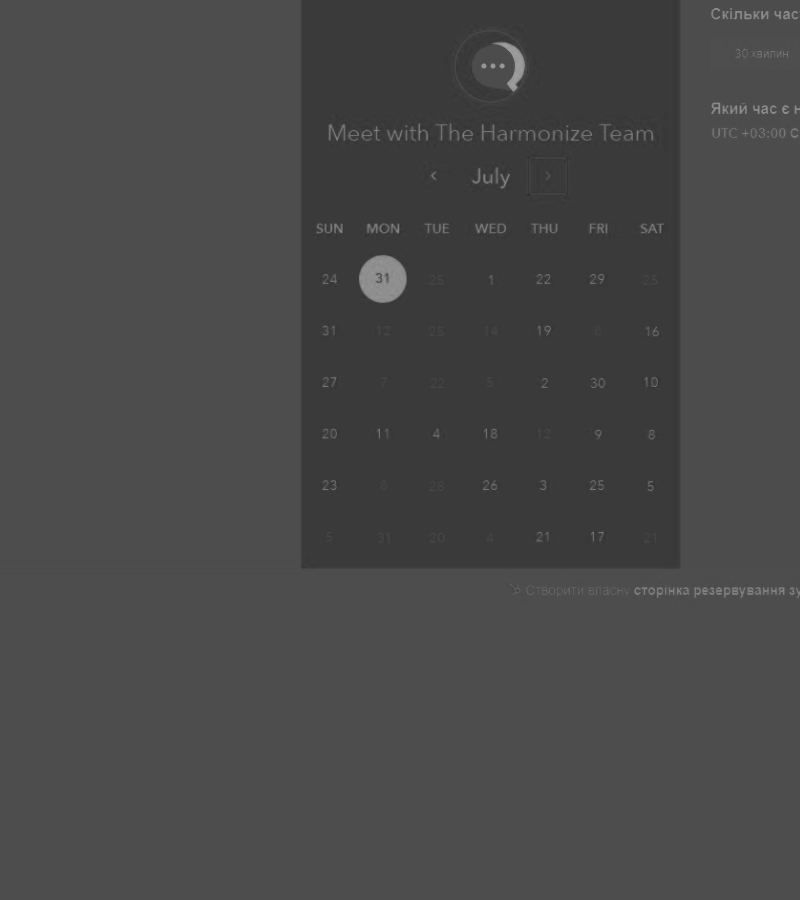 Скільки час
30 хвилин
Meet with The Harmonize Team
Який час є н
UTC +03:00 С
July
SUN MON TUE WED THU FRI SAT
24 31 25 1 22 29 25
31 12 25 14 19 8 16
27 7 22 5 2 30 10
20 11 4 18 12 9 8
23 8 28 26 3 25 5
5 31 20 4 21 17 21
Створити власну сторінка резервування зу